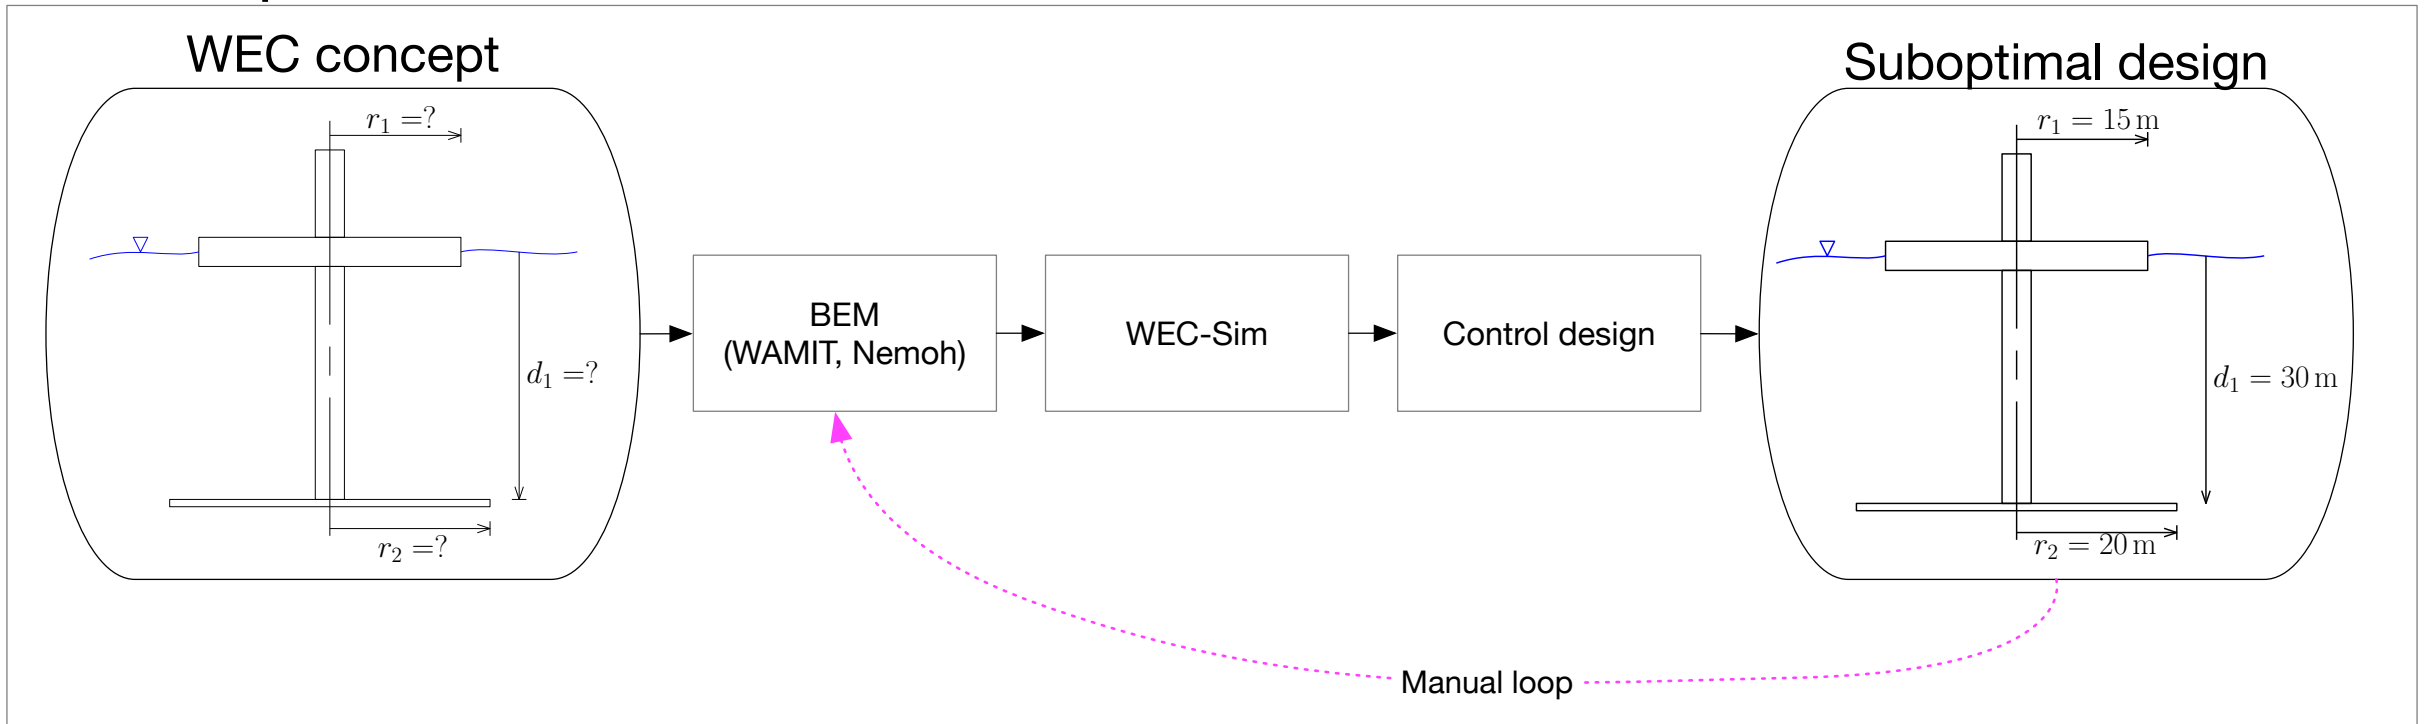 WEC concept
r₁ =?
d₁ =?
r₂ =?
BEM
(WAMIT, Nemoh)
WEC-Sim
Control design
Suboptimal design
r₁ = 15 m
d₁ = 30 m
r₂ = 20 m
Manual loop